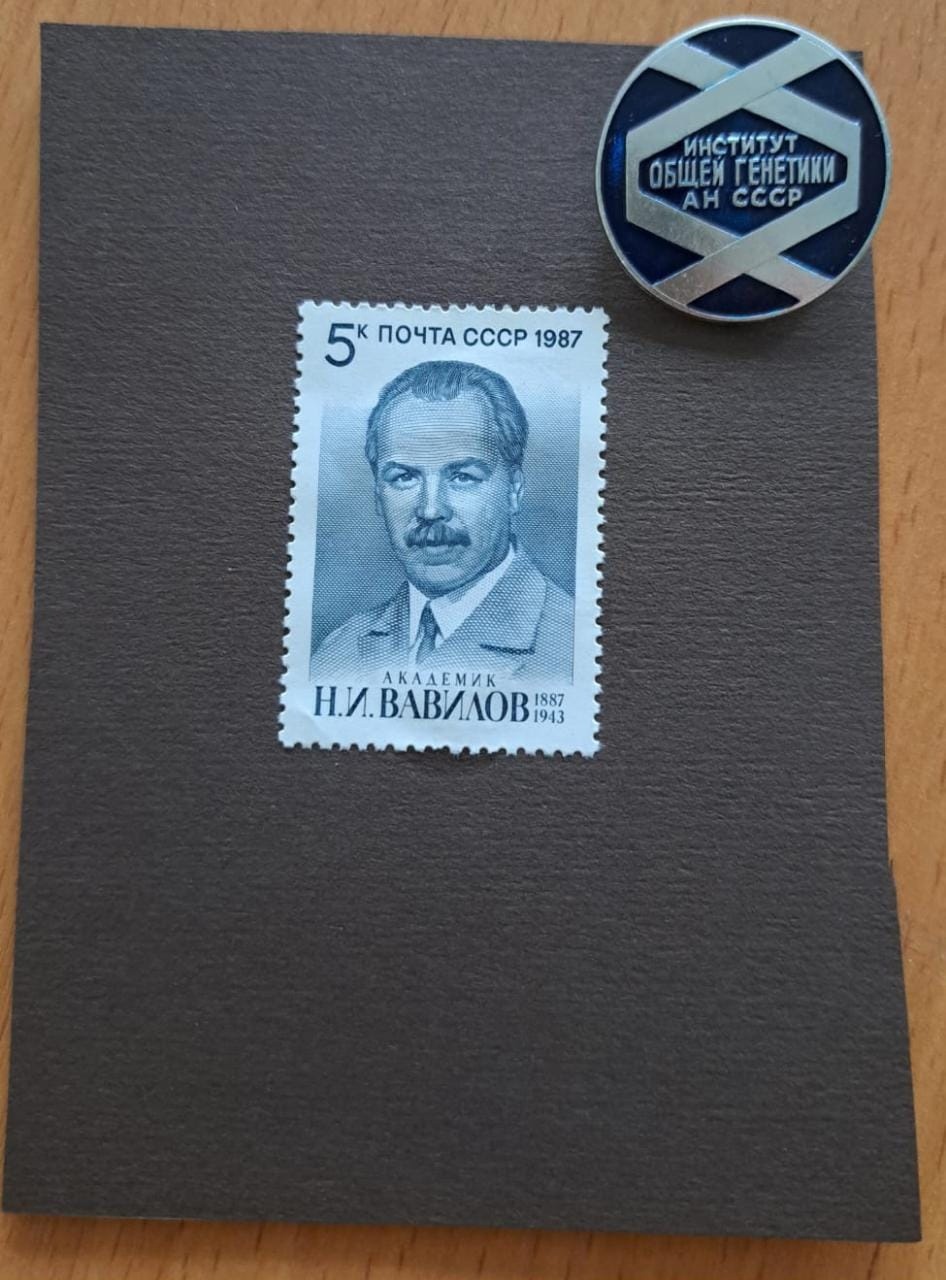 ИНСТИТУТ
ОБЩЕЙ ГЕНЕТИКИ
АН СССР
5К ПОЧТА СССР 1987
АКАДЕМИК
Н.И.ВАВИЛОВ 1887
1943